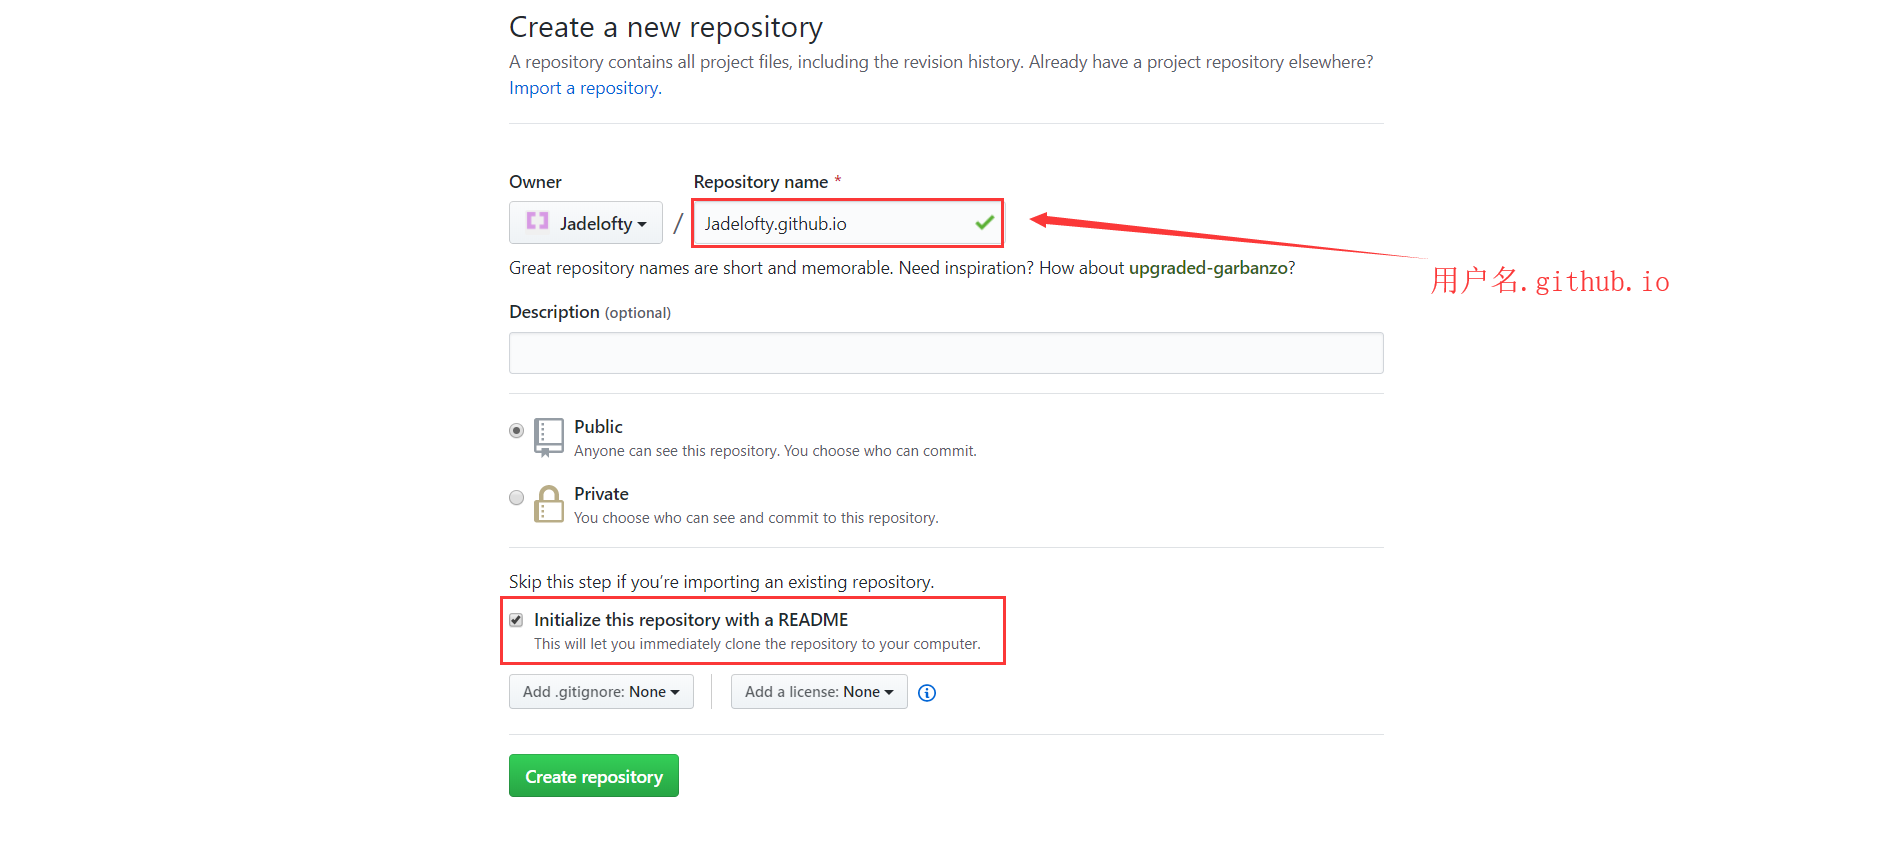 Create a new repository
A repository contains all project files, including the revision history. Already have a project repository elsewhere?
Import a repository.
Owner
Repository name *
Jadelofty
/
Jadelofty.github.io
用户名.github.io
Great repository names are short and memorable. Need inspiration? How about upgraded-garbanzo?
Description (optional)
Public
Anyone can see this repository. You choose who can commit.
Private
You choose who can see and commit to this repository.
Skip this step if you’re importing an existing repository.
Initialize this repository with a README
This will let you immediately clone the repository to your computer.
Add .gitignore: None
Add a license: None
Create repository